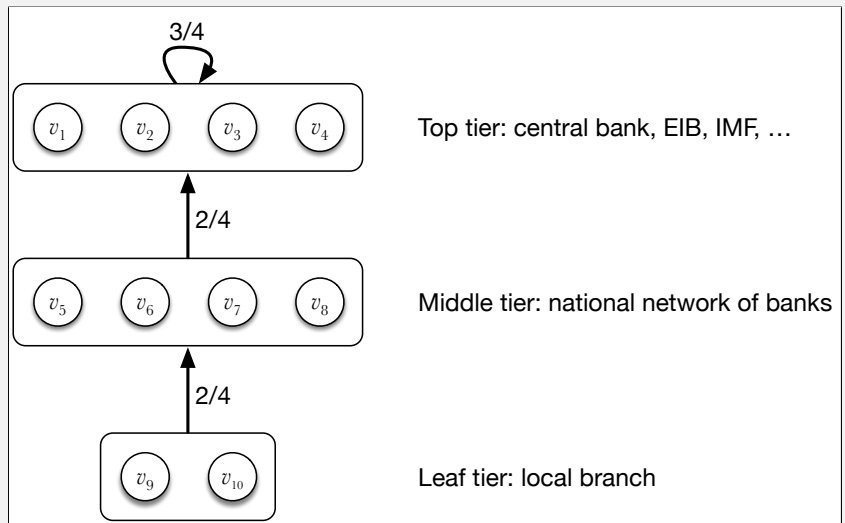 3/4
v₁ v₂ v₃ v₄ Top tier: central bank, EIB, IMF, …
2/4
v₅ v₆ v₇ v₈ Middle tier: national network of banks
2/4
v₉ v₁₀ Leaf tier: local branch